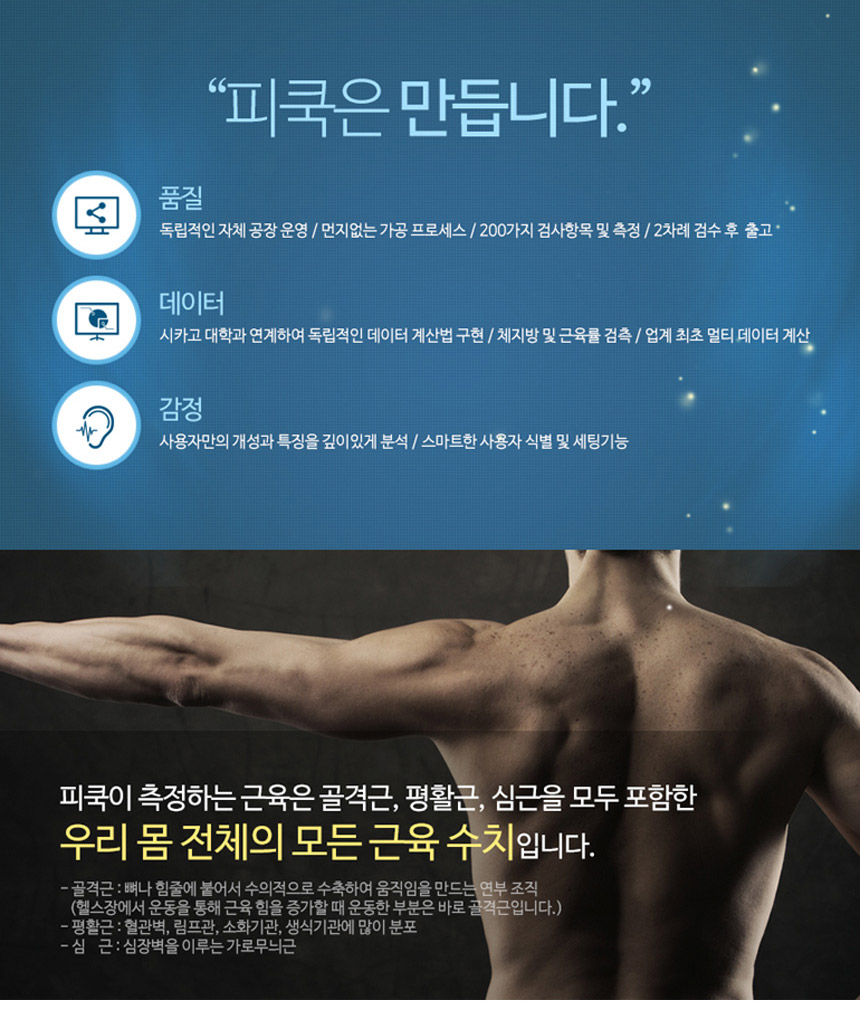 “피쿡은 만듭니다.”
품질
독립적인 자체 공장 운영 / 먼지없는 가공 프로세스 / 200가지 검사항목 및 측정 / 2차례 검수 후 출고
데이터
시카고 대학과 연계하여 독립적인 데이터 계산법 구현 / 체지방 및 근육률 검측 / 업계 최초 멀티 데이터 계산
감정
사용자만의 개성과 특징을 깊이있게 분석 / 스마트한 사용자 식별 및 세팅기능
피쿡이 측정하는 근육은 골격근, 평활근, 심근을 모두 포함한
우리 몸 전체의 모든 근육 수치입니다.
- 골격근 : 뼈나 힘줄에 붙어서 수의적으로 수축하여 움직임을 만드는 연부 조직
(헬스장에서 운동을 통해 근육 힘을 증가할 때 운동한 부분은 바로 골격근입니다.)
- 평활근 : 혈관벽, 림프관, 소화기관, 생식기관에 많이 분포
- 심 근 : 심장벽을 이루는 가로무늬근